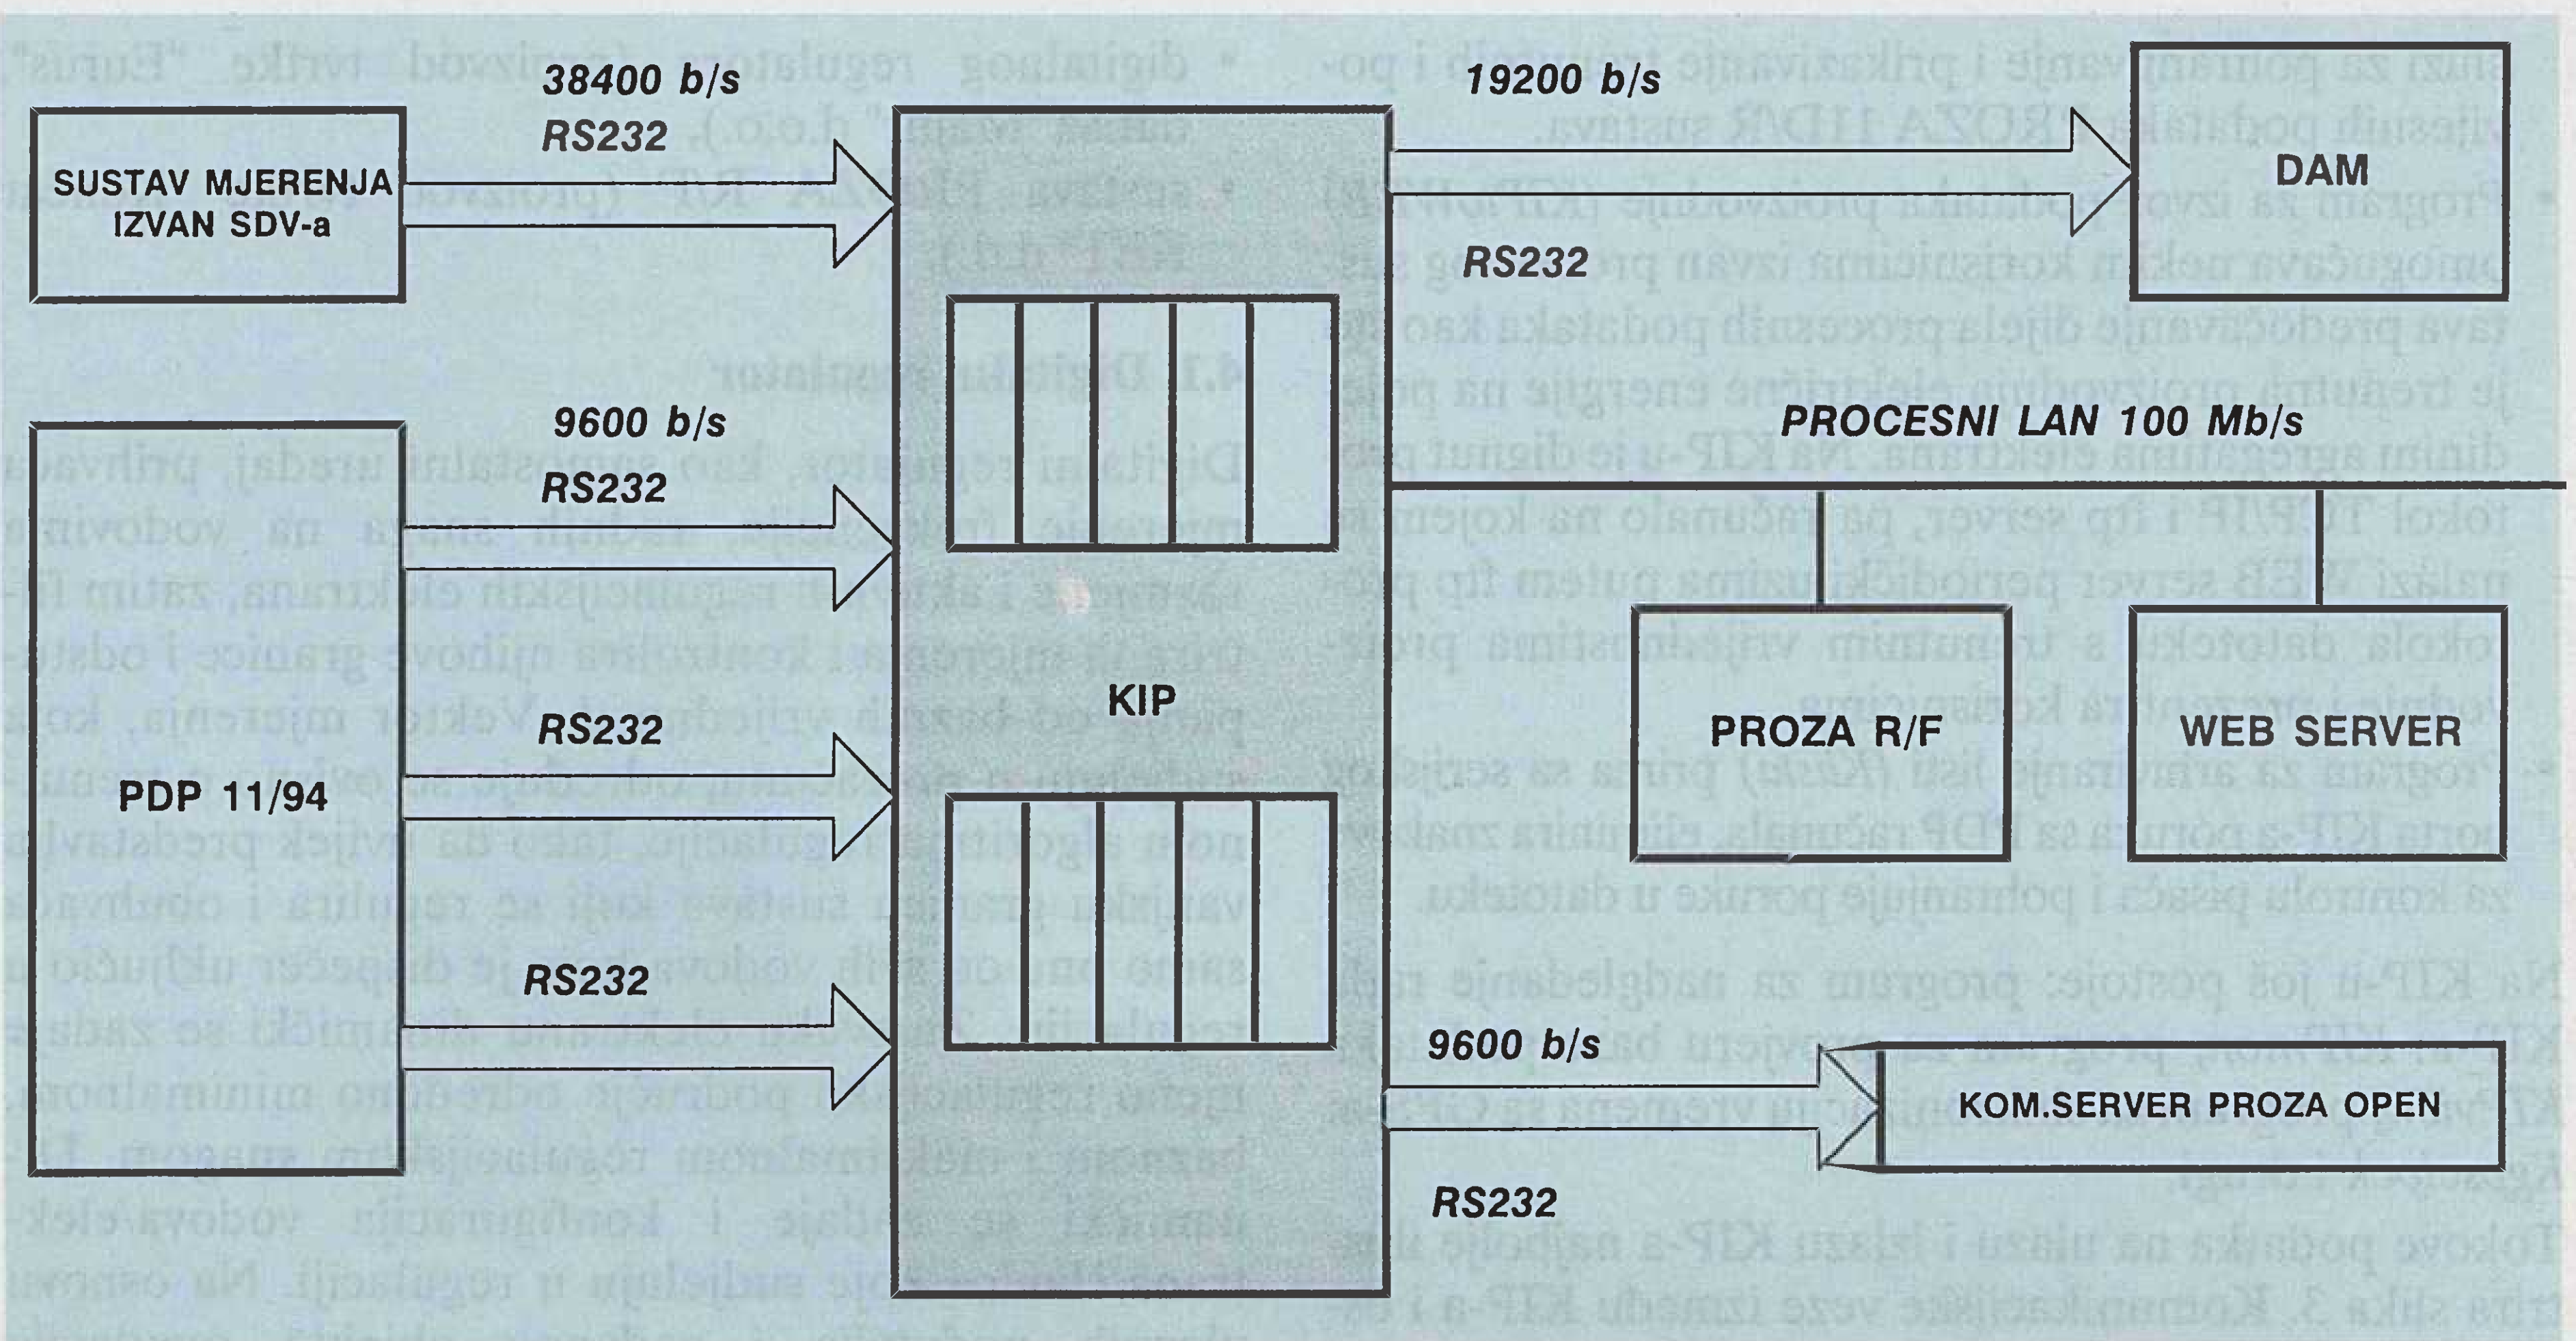 38400 b/s
RS232
SUSTAV MJERENJA
IZVAN SDV-a
19200 b/s
RS232
DAM
9600 b/s
RS232
PROCESNI LAN 100 Mb/s
RS232
PDP 11/94
RS232
KIP
PROZA R/F
WEB SERVER
9600 b/s
RS232
KOM.SERVER PROZA OPEN